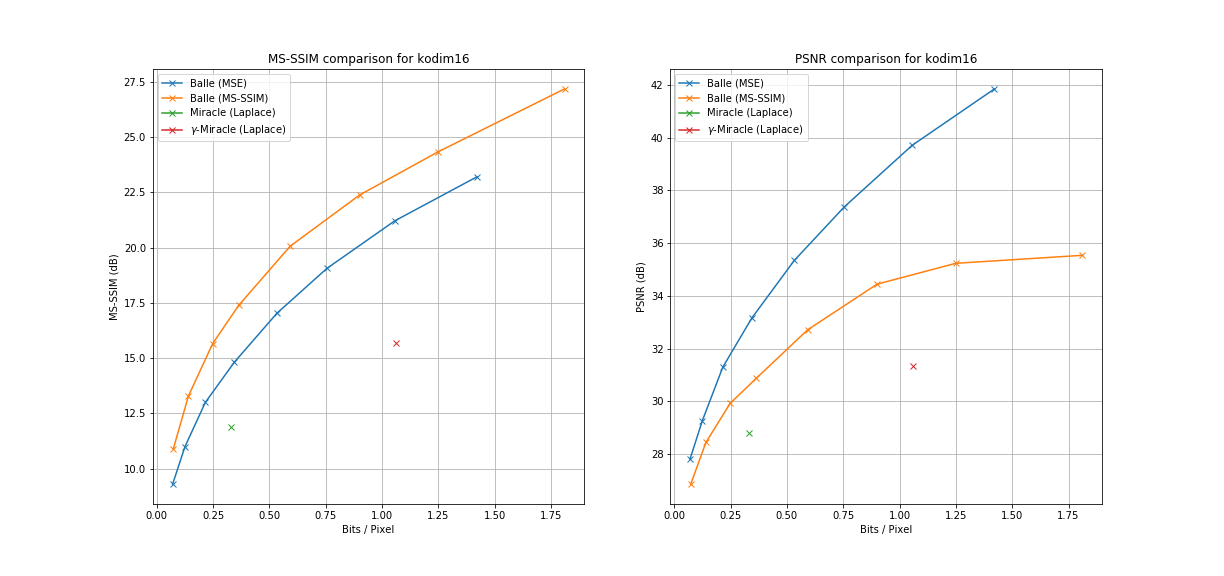 MS-SSIM comparison for kodim16
Balle (MSE)
Balle (MS-SSIM)
Miracle (Laplace)
γ-Miracle (Laplace)
27.5
25.0
22.5
20.0
17.5
15.0
12.5
10.0
MS-SSIM (dB)
0.00 0.25 0.50 0.75 1.00 1.25 1.50 1.75
Bits / Pixel
PSNR comparison for kodim16
Balle (MSE)
Balle (MS-SSIM)
Miracle (Laplace)
γ-Miracle (Laplace)
42
40
38
36
34
32
30
28
PSNR (dB)
0.00 0.25 0.50 0.75 1.00 1.25 1.50 1.75
Bits / Pixel